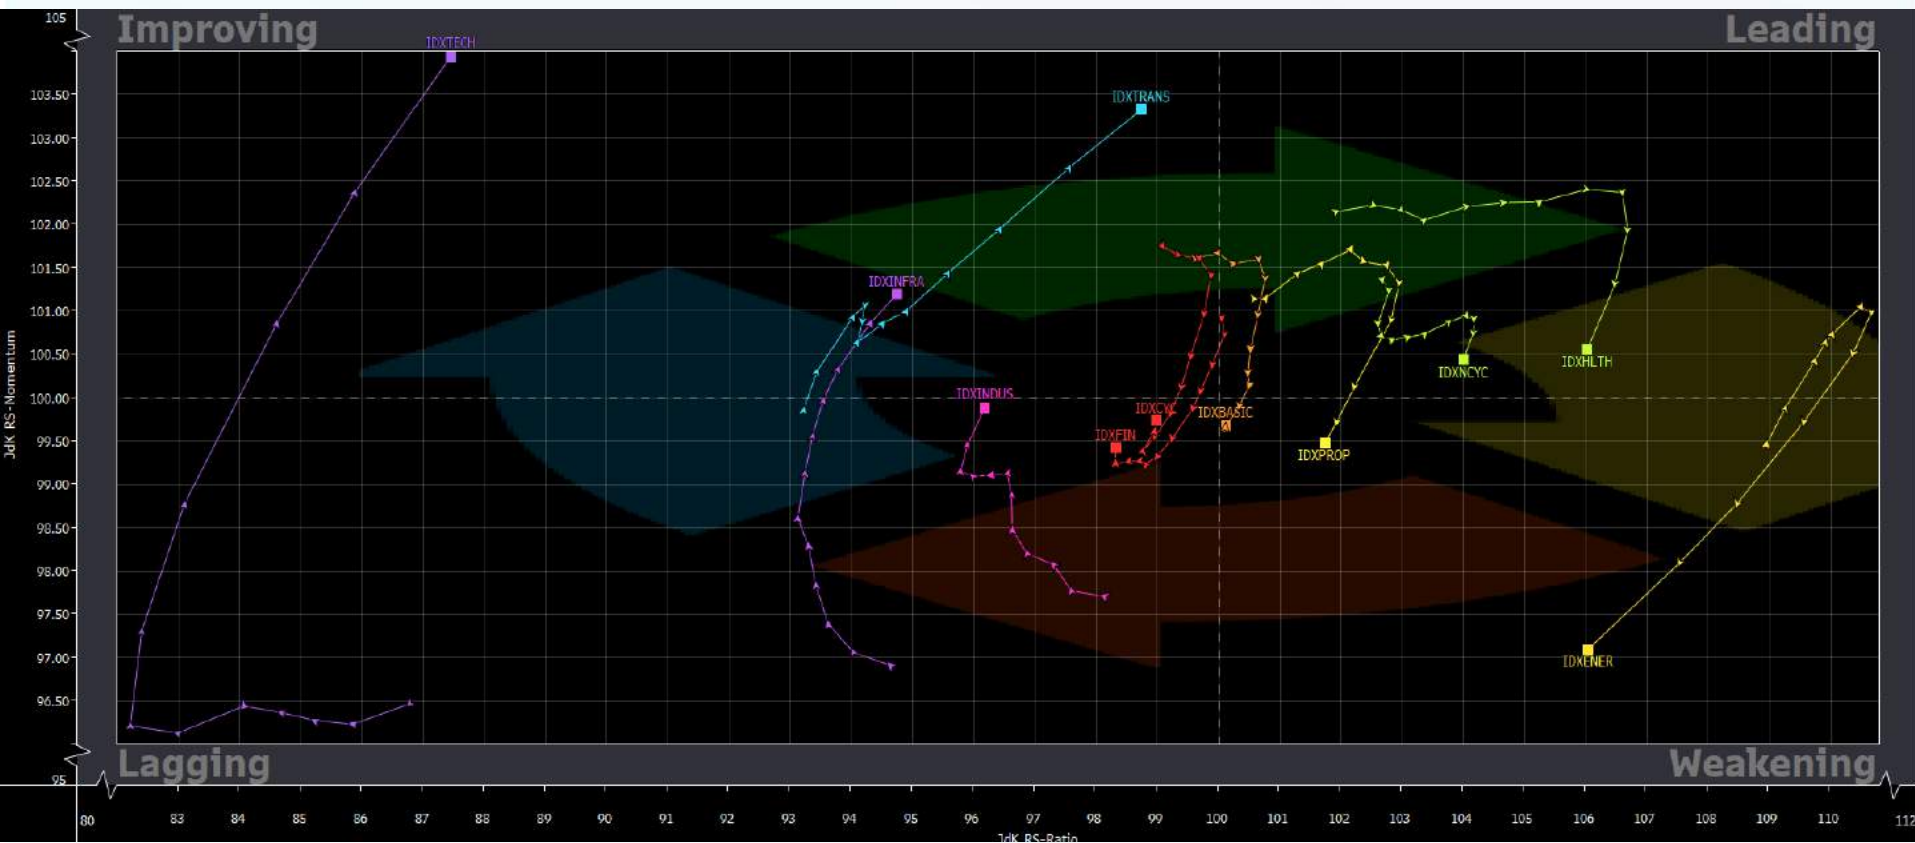 105
Improving
Leading
IDXTECH
103.50
IDXTRANS
103.00
102.50
102.00
101.50
IDXINFRA
101.00
100.50
IDXHLTH
IDXNCYC
100.00
IDXINDUS
IDXCYC
IDXBASIC
99.50
IDXFIN
IDXPROP
99.00
98.50
98.00
97.50
97.00
IDXENER
96.50
JdK RS-Momentum
Lagging
Weakening
95
80 83 84 85 86 87 88 89 90 91 92 93 94 95 96 97 98 99 100 101 102 103 104 105 106 107 108 109 110 112
JdK RS-Ratio